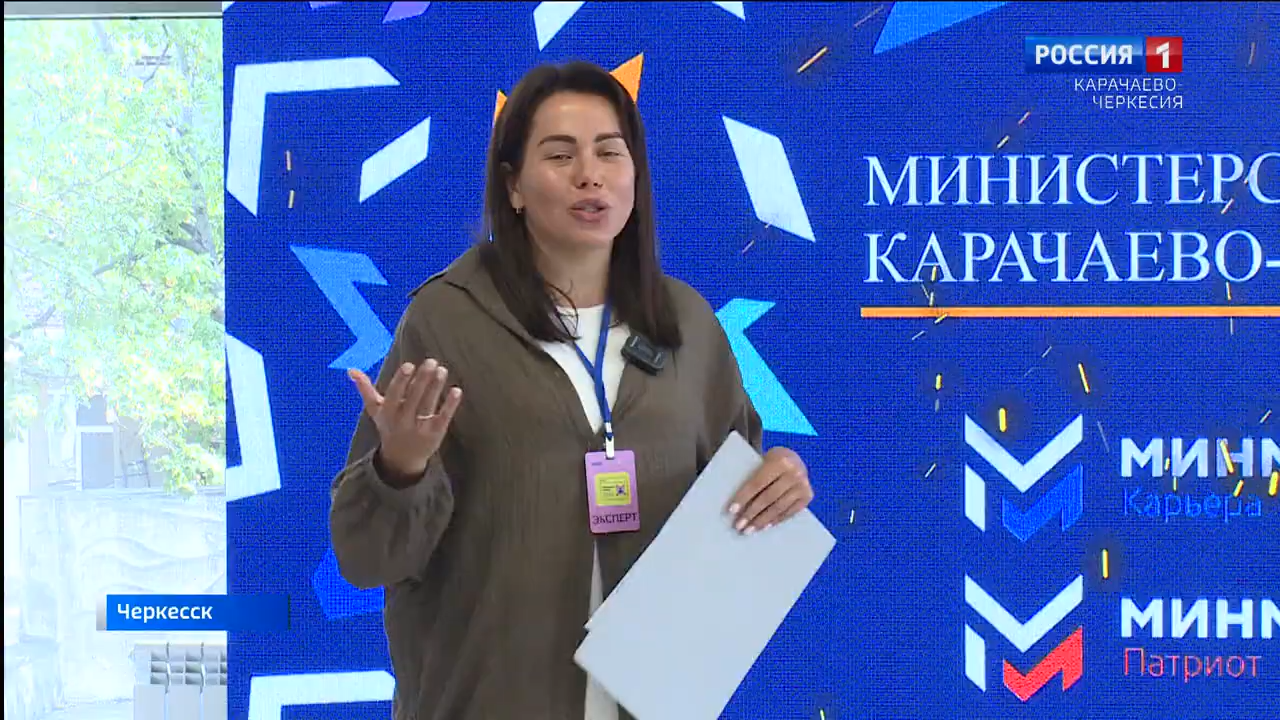 РОССИЯ 1
КАРАЧАЕВО-
ЧЕРКЕСИЯ
МИНИСТЕРС
КАРАЧАЕВО-
МИНМ
Карьера
ЭКСПЕРТ
Черкесск
МИНМ
Патриот